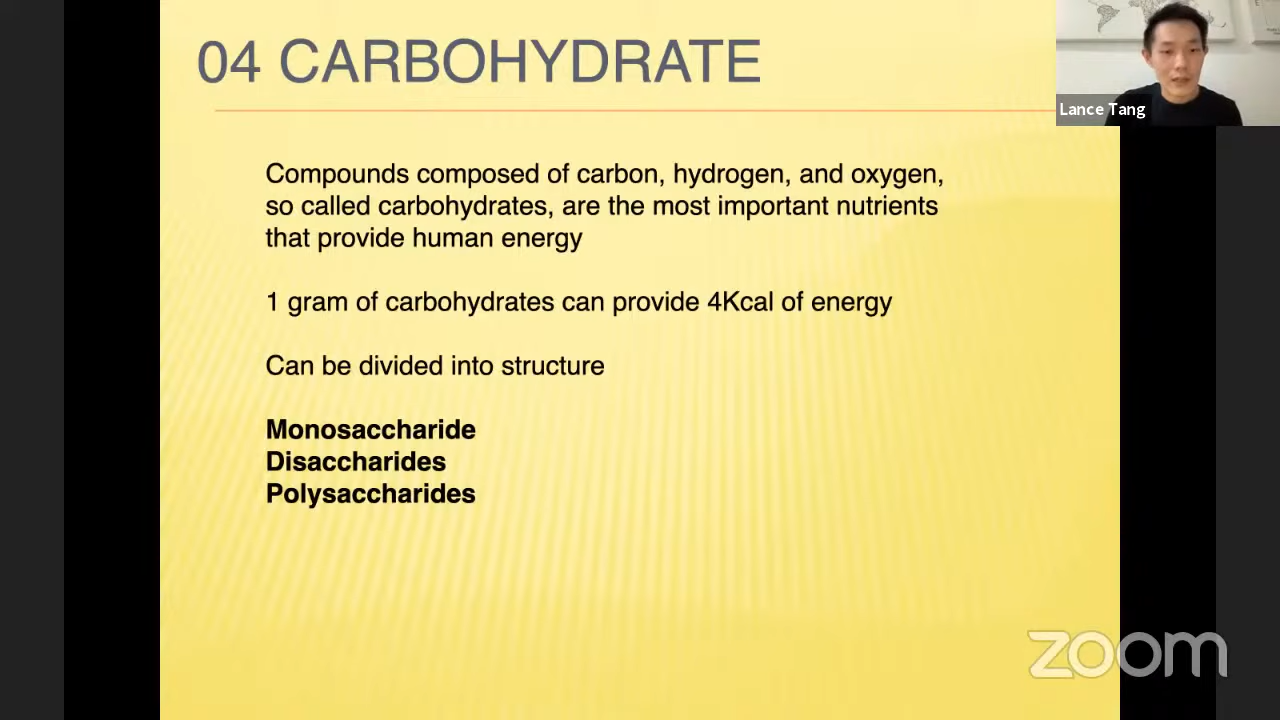 04 CARBOHYDRATE
Lance Tang
Compounds composed of carbon, hydrogen, and oxygen,
so called carbohydrates, are the most important nutrients
that provide human energy
1 gram of carbohydrates can provide 4Kcal of energy
Can be divided into structure
Monosaccharide
Disaccharides
Polysaccharides
zoom